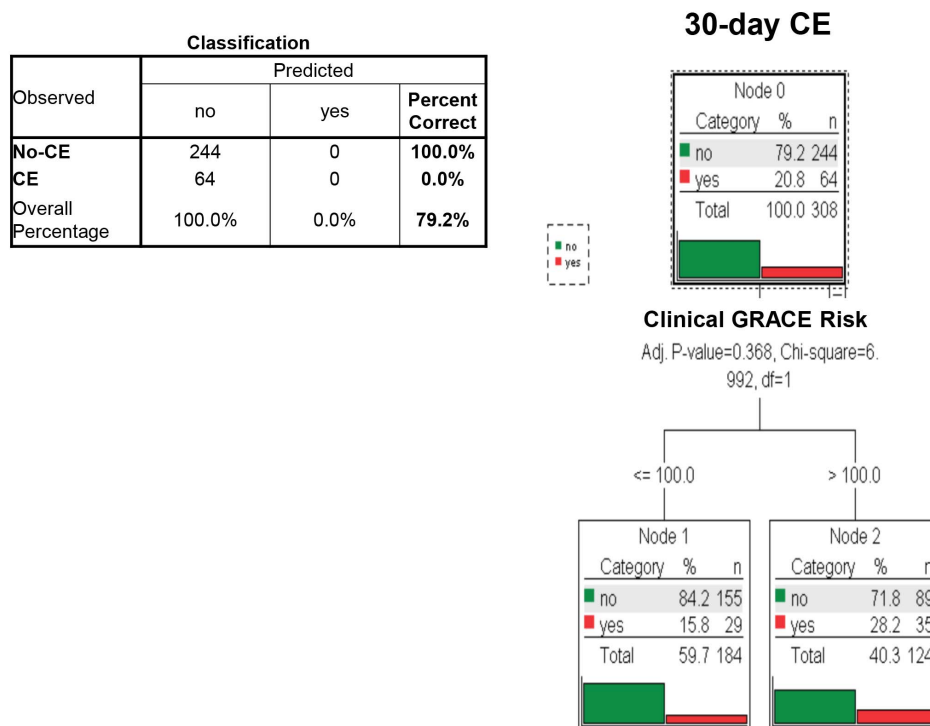 30-day CE
Classification
Observed Predicted
no yes Percent Correct
No-CE 244 0 100.0%
CE 64 0 0.0%
Overall Percentage 100.0% 0.0% 79.2%
no
yes
Node 0
Category % n
no 79.2 244
yes 20.8 64
Total 100.0 308
Clinical GRACE Risk
Adj. P-value=0.368, Chi-square=6.
992, df=1
<= 100.0
> 100.0
Node 1
Category % n
no 84.2 155
yes 15.8 29
Total 59.7 184
Node 2
Category % n
no 71.8 89
yes 28.2 35
Total 40.3 124